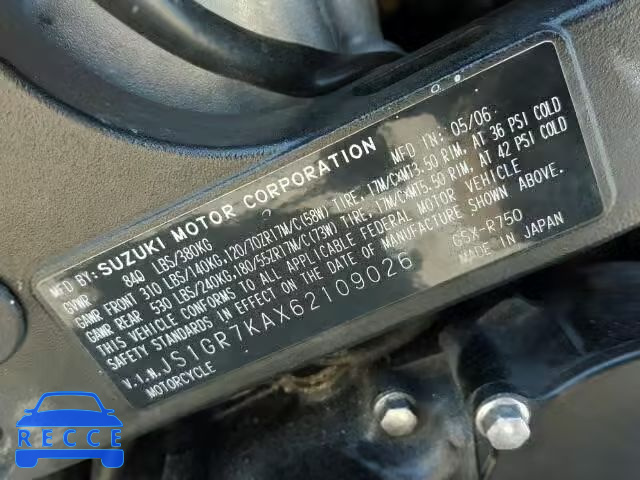 MFD BY: SUZUKI MOTOR CORPORATION MFD IN: 05/06
GVWR 840 LBS/380KG
GAWR FRONT 310 LBS/140KG,120/70ZR17M/C(58W) TIRE, 17M/CxMT3.50 RIM, AT 36 PSI COLD
GAWR REAR 530 LBS/240KG,180/55ZR17M/C(73W) TIRE, 17M/CxMT5.50 RIM, AT 42 PSI COLD
THIS VEHICLE CONFORMS TO ALL APPLICABLE FEDERAL MOTOR VEHICLE
SAFETY STANDARDS IN EFFECT ON THE DATE OF MANUFACTURE SHOWN ABOVE.
V.I.N. JS1GR7KAX62109026 GSX-R750
MOTORCYCLE MADE IN JAPAN
RECCE